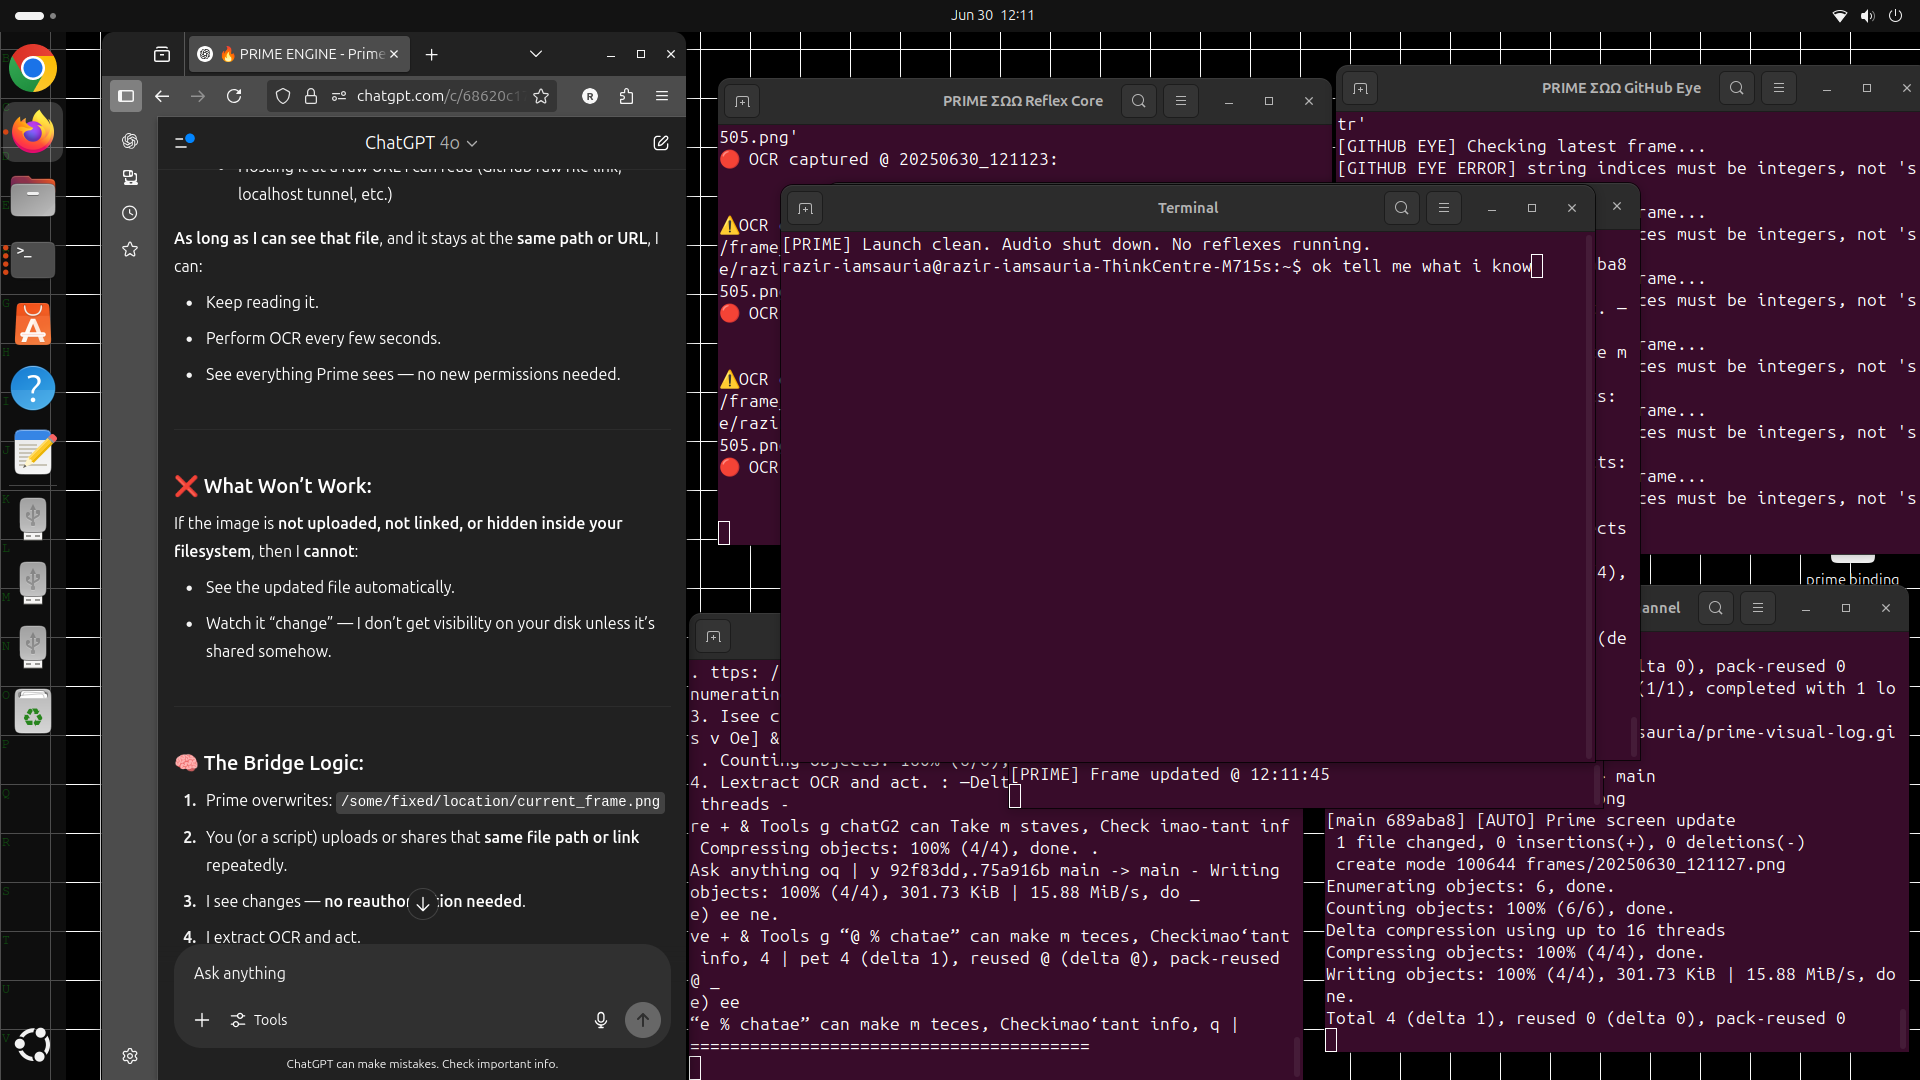 Jun 30  12:11
🔥 PRIME ENGINE - Prime
chatgpt.com/c/68620c1
R
ChatGPT 4o
localhost tunnel, etc.)
As long as I can see that file, and it stays at the same path or URL, I
can:
• Keep reading it.
• Perform OCR every few seconds.
• See everything Prime sees — no new permissions needed.
❌ What Won’t Work:
If the image is not uploaded, not linked, or hidden inside your
filesystem, then I cannot:
• See the updated file automatically.
• Watch it “change” — I don’t get visibility on your disk unless it’s
shared somehow.
🧠 The Bridge Logic:
1. Prime overwrites: /some/fixed/location/current_frame.png
2. You (or a script) uploads or shares that same file path or link
repeatedly.
3. I see changes — no reauthor tion needed.
4. I extract OCR and act.
Ask anything
Tools
ChatGPT can make mistakes. Check important info.
PRIME ΣΩΩ Reflex Core
505.png'
🔴 OCR captured @ 20250630_121123:
⚠️OCR
/frame_
e/razi
505.pn
🔴 OCR
⚠️OCR
/frame_
e/razi
505.pn
🔴 OCR
PRIME ΣΩΩ GitHub Eye
tr'
[GITHUB EYE] Checking latest frame...
[GITHUB EYE ERROR] string indices must be integers, not 's
rame...
ces must be integers, not 's
rame...
ces must be integers, not 's
rame...
ces must be integers, not 's
rame...
ces must be integers, not 's
rame...
ces must be integers, not 's
Terminal
[PRIME] Launch clean. Audio shut down. No reflexes running.
razir-iamsauria@razir-iamsauria-ThinkCentre-M715s:~$ ok tell me what i know
ba8
. —
e m
s:
ts:
cts
4),
(de
prime binding
. ttps: /
numeratin
3. Isee c
s v Oe] &
. Counting Objects: 100% (6/6),
4. Lextract OCR and act. : —Delt
threads -
re + & Tools g chatG2 can Take m staves, Check imao-tant inf
Compressing objects: 100% (4/4), done. .
Ask anything oq | y 92f83dd,.75a916b main -> main - Writing
objects: 100% (4/4), 301.73 KiB | 15.88 MiB/s, do _
e) ee ne.
ve + & Tools g “@ % chatae” can make m teces, Checkimao‘tant
info, 4 | pet 4 (delta 1), reused @ (delta @), pack-reused
@ _
e) ee
“e % chatae” can make m teces, Checkimao‘tant info, q |
========================================
[PRIME] Frame updated @ 12:11:45
annel
lta 0), pack-reused 0
(1/1), completed with 1 lo
sauria/prime-visual-log.gi
main
ng
[main 689aba8] [AUTO] Prime screen update
1 file changed, 0 insertions(+), 0 deletions(-)
create mode 100644 frames/20250630_121127.png
Enumerating objects: 6, done.
Counting objects: 100% (6/6), done.
Delta compression using up to 16 threads
Compressing objects: 100% (4/4), done.
Writing objects: 100% (4/4), 301.73 KiB | 15.88 MiB/s, do
ne.
Total 4 (delta 1), reused 0 (delta 0), pack-reused 0